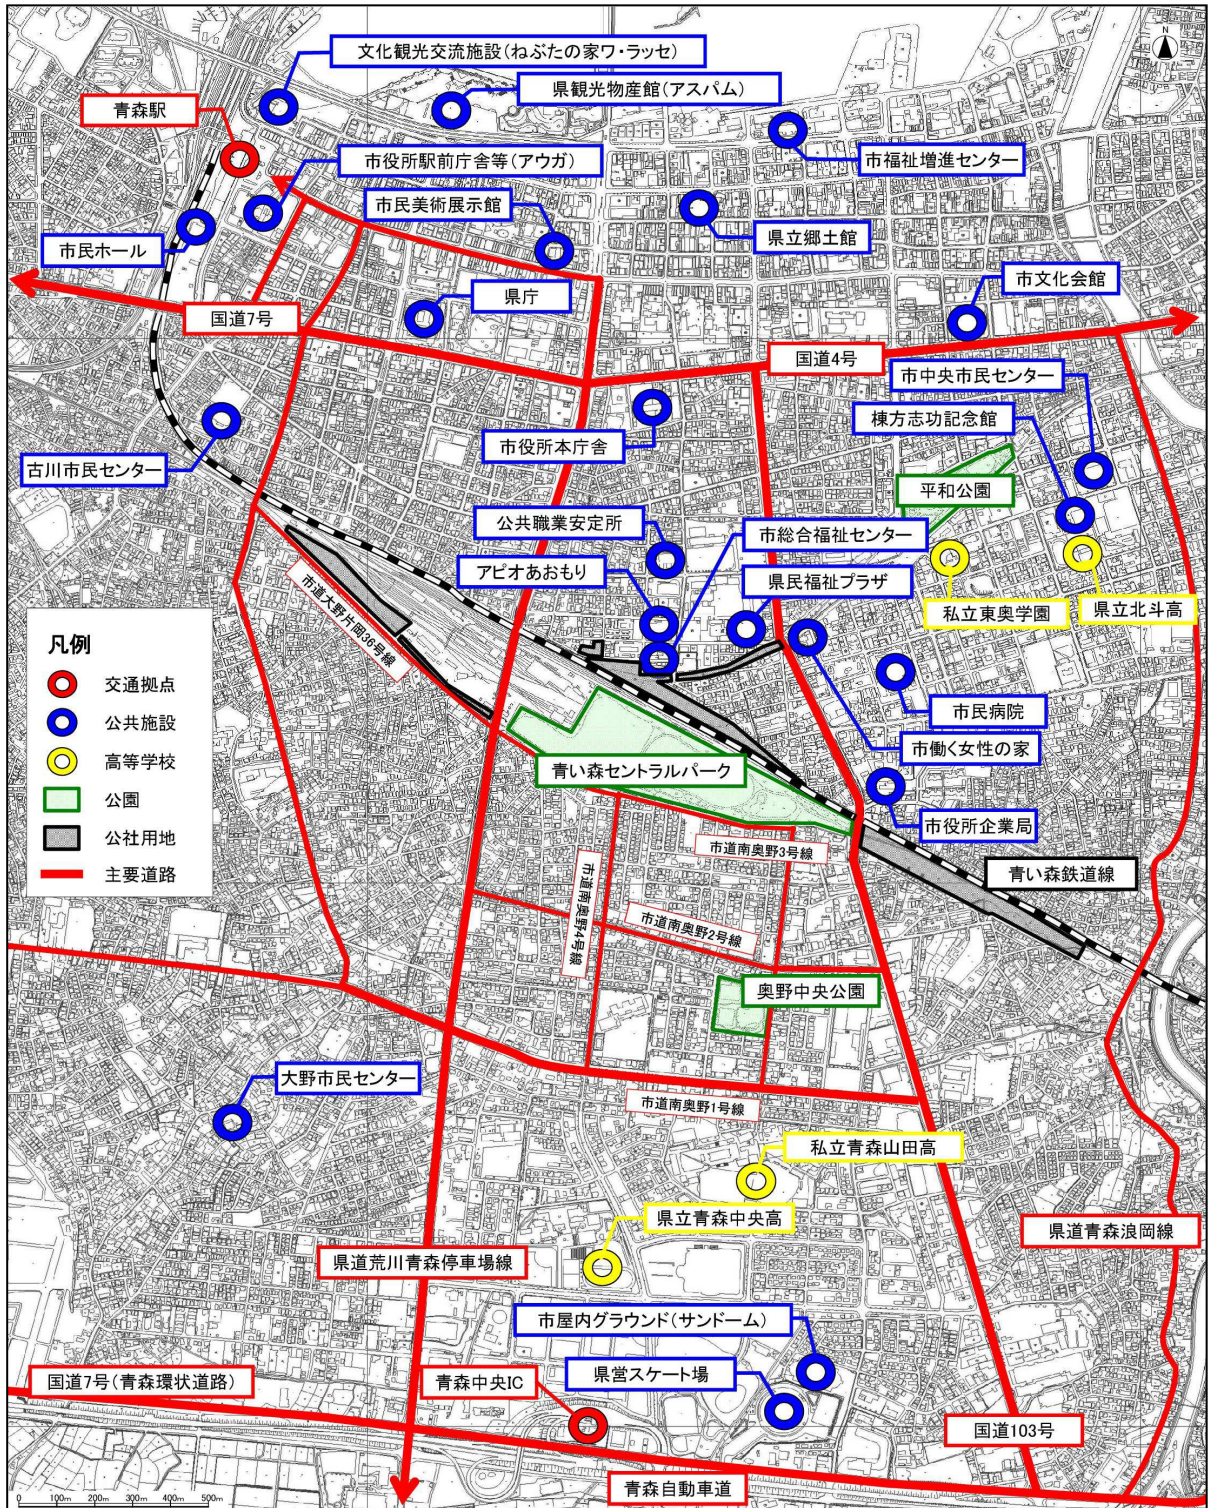 文化観光交流施設(ねぶたの家ワ・ラッセ)
N
県観光物産館(アスパム)
青森駅
市役所駅前庁舎等(アウガ)
市福祉増進センター
市民美術展示館
市民ホール
県立郷土館
県庁
市文化会館
国道7号
国道4号
市中央市民センター
棟方志功記念館
市役所本庁舎
古川市民センター
平和公園
公共職業安定所
市総合福祉センター
アピオあおもり
県民福祉プラザ
市道大野片岡36号線
私立東奥学園
県立北斗高
凡例
交通拠点
公共施設
高等学校
公園
公社用地
主要道路
市民病院
市働く女性の家
青い森セントラルパーク
市役所企業局
市道南奥野3号線
青い森鉄道線
市道南奥野4号線
市道南奥野2号線
奥野中央公園
大野市民センター
市道南奥野1号線
私立青森山田高
県立青森中央高
県道青森浪岡線
県道荒川青森停車場線
市屋内グラウンド(サンドーム)
国道7号(青森環状道路)
青森中央IC
県営スケート場
国道103号
青森自動車道
0 100m 200m 300m 400m 500m